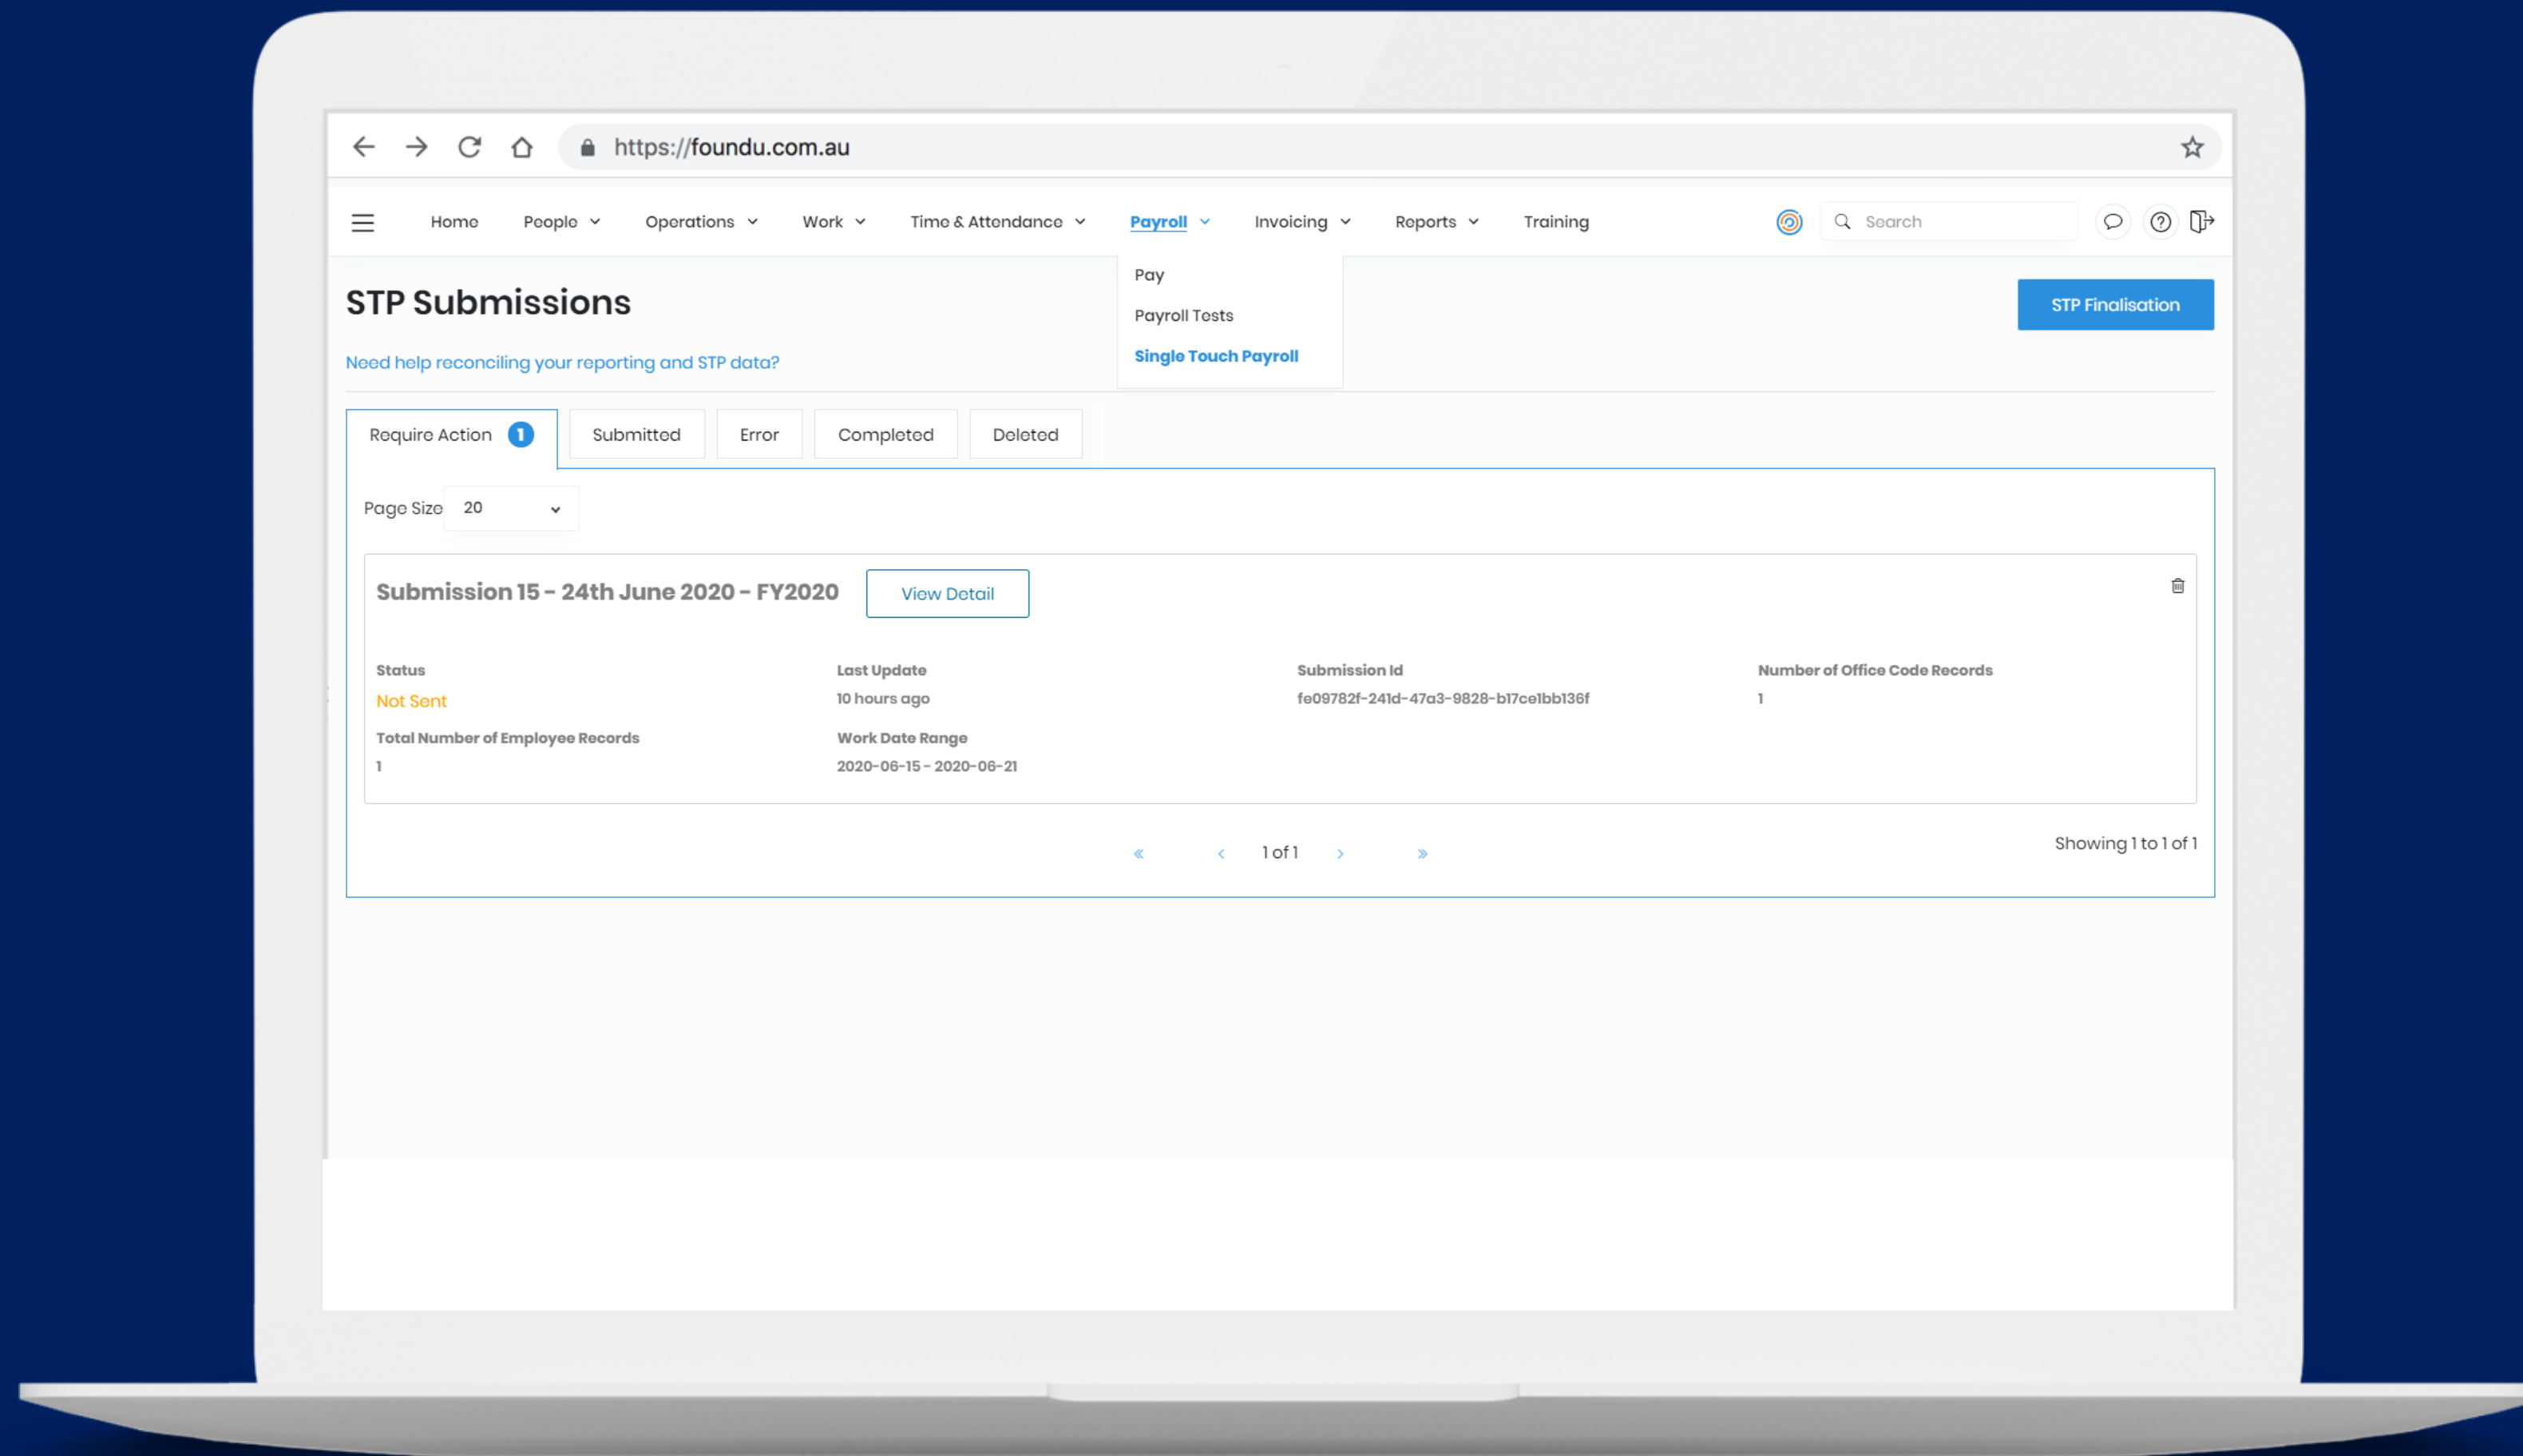 https://foundu.com.au
Home People Operations Work Time & Attendance Payroll Invoicing Reports Training Search
Pay
Payroll Tests
Single Touch Payroll
STP Submissions
STP Finalisation
Need help reconciling your reporting and STP data?
Require Action 1 Submitted Error Completed Deleted
Page Size 20
Submission 15 - 24th June 2020 - FY2020 View Detail
Status Last Update Submission Id Number of Office Code Records
Not Sent 10 hours ago fe09782f-241d-47a3-9828-b17ce1bb136f 1
Total Number of Employee Records Work Date Range
1 2020-06-15 - 2020-06-21
« ‹ 1 of 1 › »
Showing 1 to 1 of 1